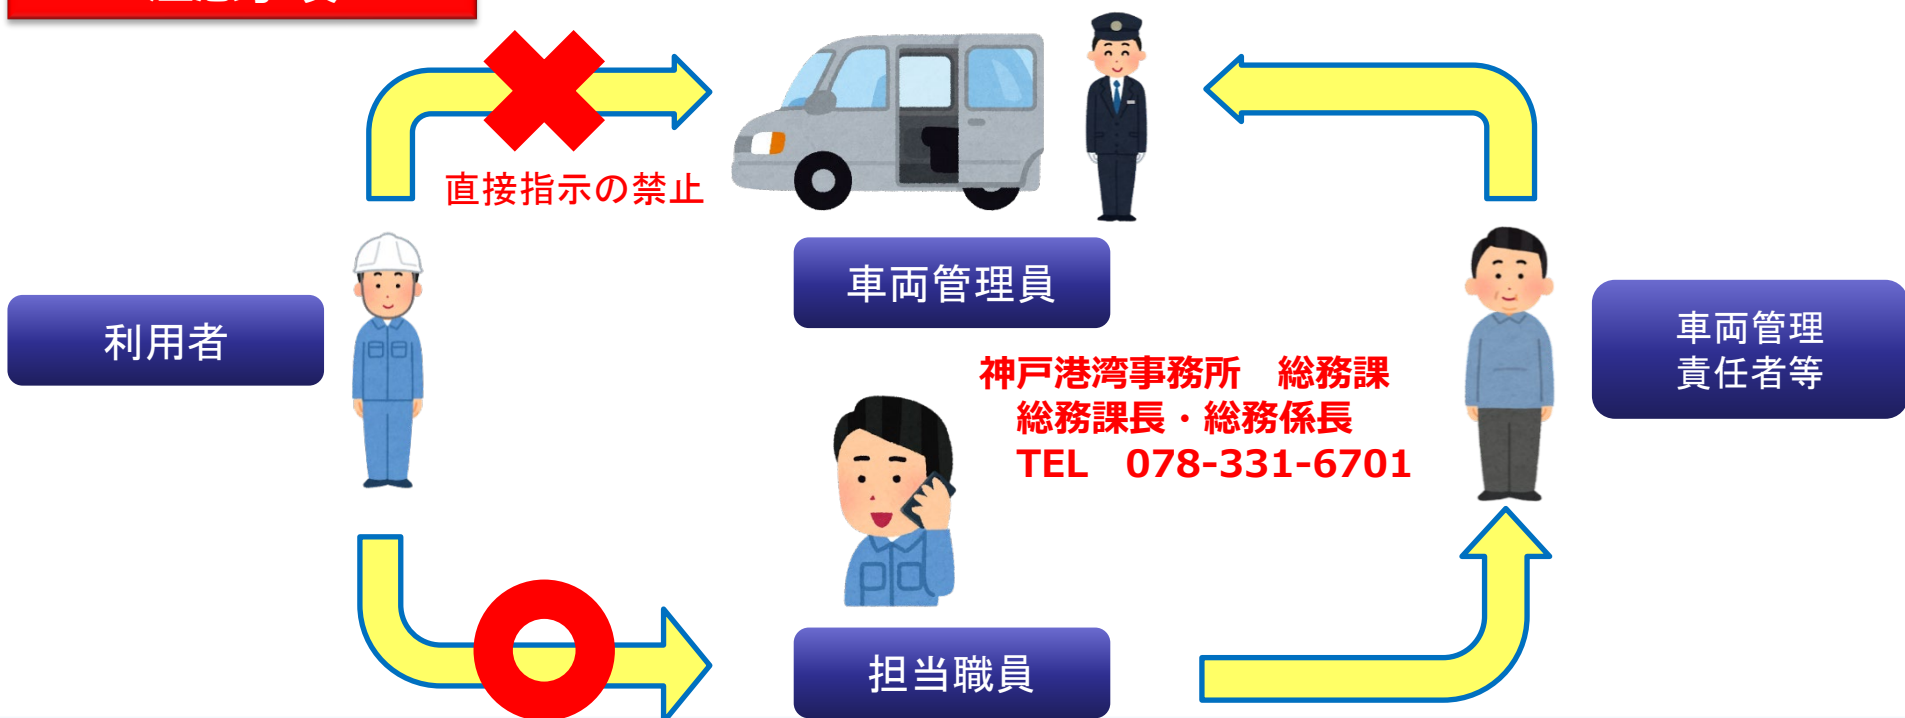 直接指示の禁止
車両管理員
利用者
車両管理
責任者等
神戸港湾事務所　総務課
総務課長・総務係長
TEL　078-331-6701
担当職員